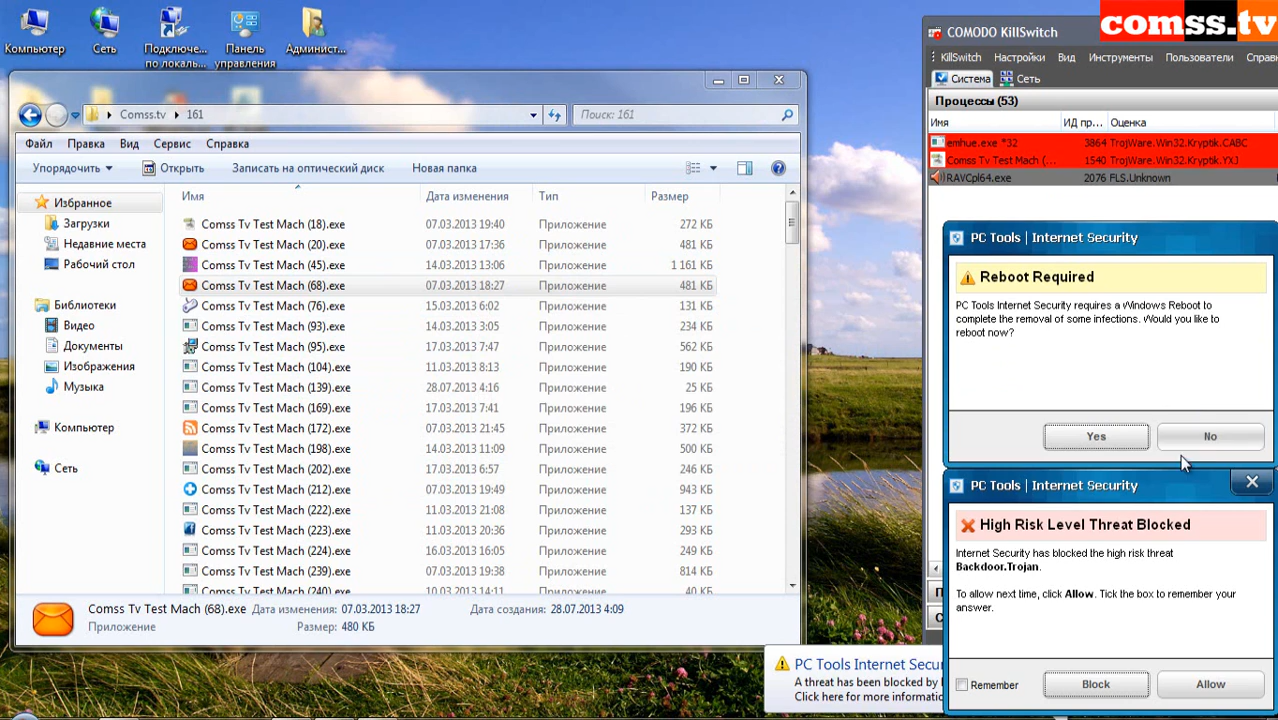 Компьютер
Сеть
Подключе... по локаль...
Панель управления
Админист...
comss.tv
Comss.tv 161
Поиск: 161
Файл Правка Вид Сервис Справка
Упорядочить Открыть Записать на оптический диск Новая папка
Избранное
Загрузки
Недавние места
Рабочий стол
Библиотеки
Видео
Документы
Изображения
Музыка
Компьютер
Сеть
Имя Дата изменения Тип Размер
Comss Tv Test Mach (18).exe 07.03.2013 19:40 Приложение 272 КБ
Comss Tv Test Mach (20).exe 07.03.2013 17:36 Приложение 481 КБ
Comss Tv Test Mach (45).exe 14.03.2013 13:06 Приложение 1 161 КБ
Comss Tv Test Mach (68).exe 07.03.2013 18:27 Приложение 481 КБ
Comss Tv Test Mach (76).exe 15.03.2013 6:02 Приложение 131 КБ
Comss Tv Test Mach (93).exe 14.03.2013 3:05 Приложение 234 КБ
Comss Tv Test Mach (95).exe 17.03.2013 7:47 Приложение 562 КБ
Comss Tv Test Mach (104).exe 11.03.2013 8:13 Приложение 190 КБ
Comss Tv Test Mach (139).exe 28.07.2013 4:16 Приложение 25 КБ
Comss Tv Test Mach (169).exe 17.03.2013 7:41 Приложение 196 КБ
Comss Tv Test Mach (172).exe 07.03.2013 21:45 Приложение 372 КБ
Comss Tv Test Mach (198).exe 14.03.2013 11:09 Приложение 500 КБ
Comss Tv Test Mach (202).exe 17.03.2013 6:57 Приложение 242 КБ
Comss Tv Test Mach (212).exe 07.03.2013 19:49 Приложение 943 КБ
Comss Tv Test Mach (222).exe 11.03.2013 21:08 Приложение 137 КБ
Comss Tv Test Mach (223).exe 11.03.2013 20:36 Приложение 293 КБ
Comss Tv Test Mach (224).exe 16.03.2013 16:05 Приложение 249 КБ
Comss Tv Test Mach (239).exe 07.03.2013 19:38 Приложение 814 КБ
Comss Tv Test Mach (240).exe 10.03.2013 14:11 Приложение 40 КБ
Comss Tv Test Mach (68).exe Дата изменения: 07.03.2013 18:27 Дата создания: 28.07.2013 4:09
Приложение Размер: 480 КБ
COMODO KillSwitch
KillSwitch Настройки Вид Инструменты Пользователи Справк
Система Сеть
Процессы (53)
Имя ИД пр... Оценка
emhue.exe *32 3864 TrojWare.Win32.Kryptik.CABC
Comss Tv Test Mach (... 1540 TrojWare.Win32.Kryptik.YXJ
RAVCpl64.exe 2076 FLS.Unknown
PC Tools | Internet Security
Reboot Required
PC Tools Internet Security requires a Windows Reboot to
complete the removal of some infections. Would you like to
reboot now?
Yes No
PC Tools | Internet Security
High Risk Level Threat Blocked
Internet Security has blocked the high risk threat
Backdoor.Trojan.
To allow next time, click Allow. Tick the box to remember your
answer.
Remember Block Allow
PC Tools Internet Secu
A threat has been blocked by
Click here for more informatio